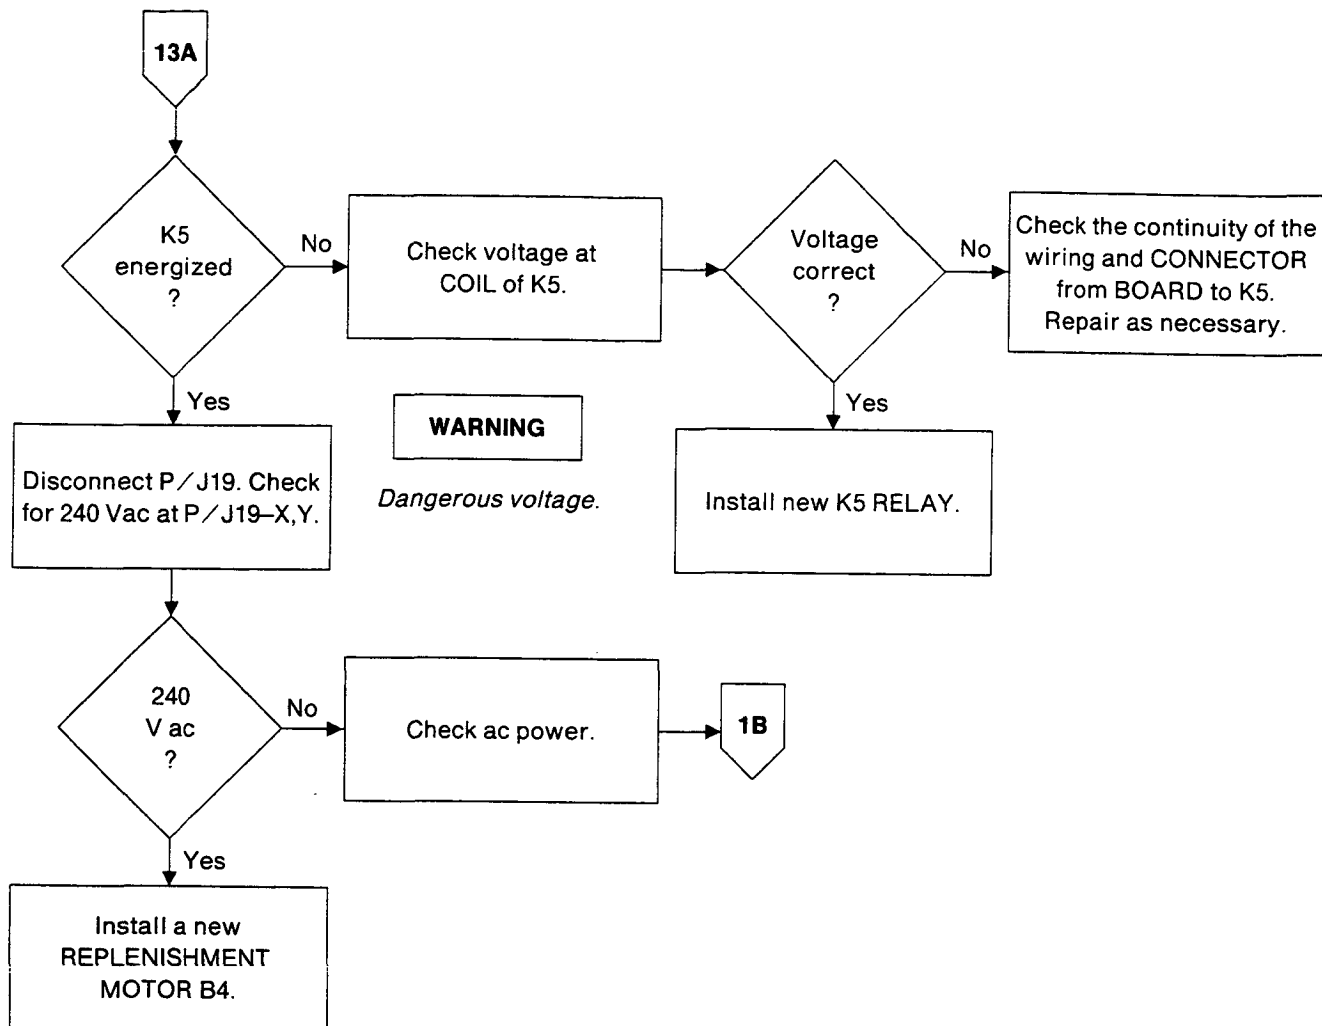 13A
K5
energized
?
No
Check voltage at
COIL of K5.
Voltage
correct
?
No
Check the continuity of the
wiring and CONNECTOR
from BOARD to K5.
Repair as necessary.
Yes
Disconnect P/J19. Check
for 240 Vac at P/J19–X,Y.
WARNING
Dangerous voltage.
Yes
Install new K5 RELAY.
240
V ac
?
No
Check ac power.
1B
Yes
Install a new
REPLENISHMENT
MOTOR B4.